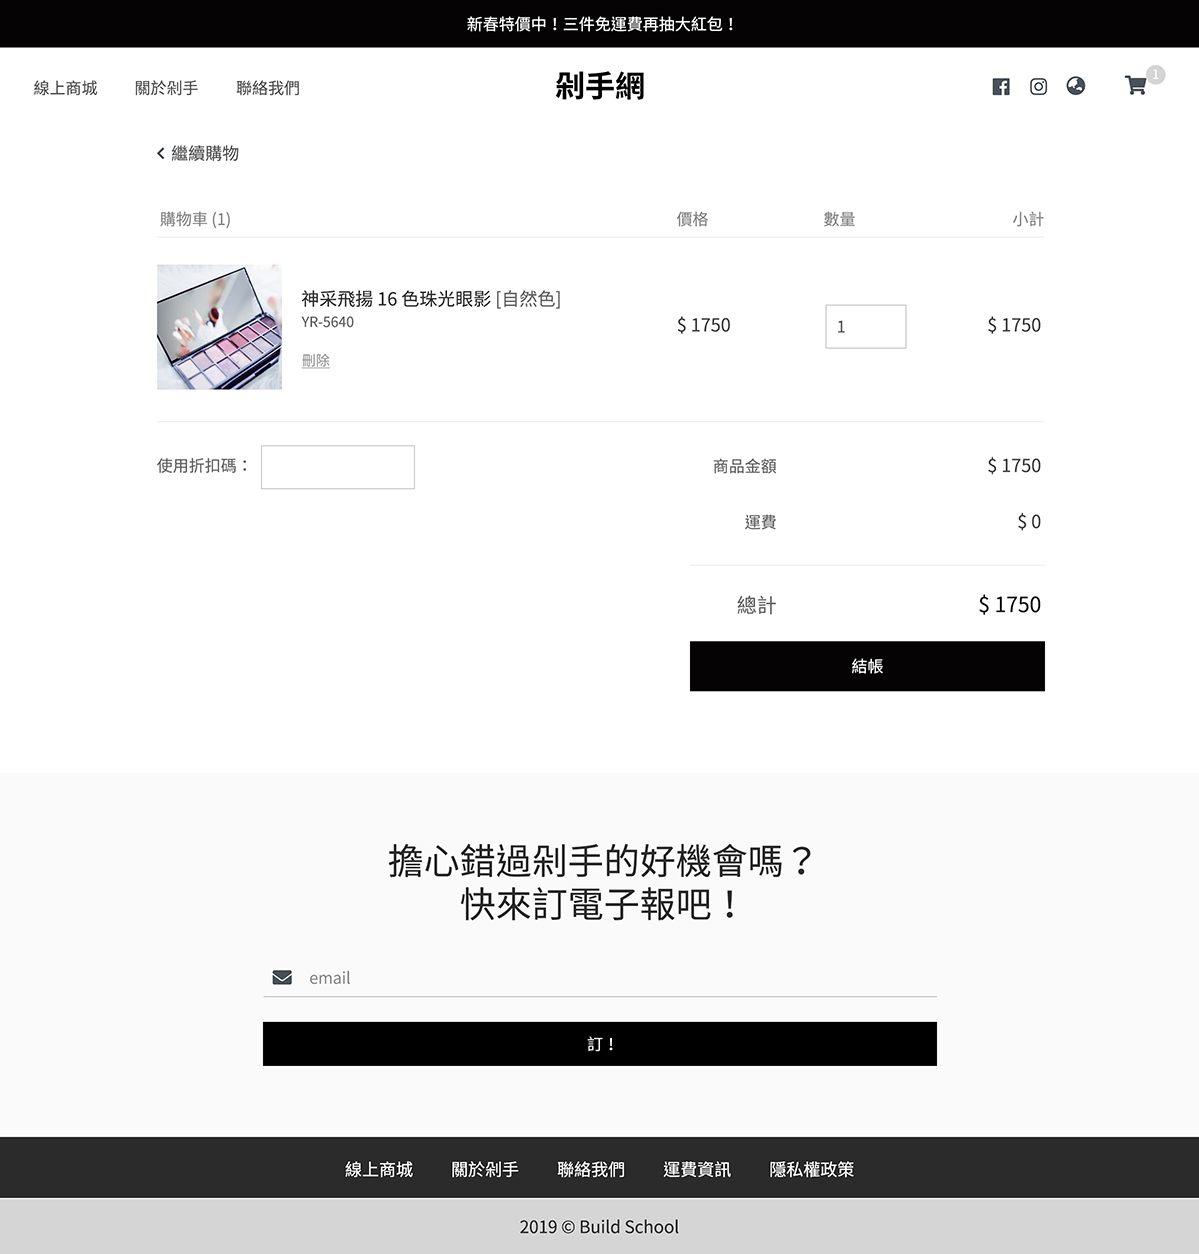 新春特價中！三件免運費再抽大紅包！
線上商城 關於剁手 聯絡我們 剁手網 1
繼續購物
購物車 (1) 價格 數量 小計
神采飛揚 16 色珠光眼影 [自然色]
YR-5640
$ 1750 1 $ 1750
刪除
使用折扣碼： 商品金額 $ 1750
運費 $ 0
總計 $ 1750
結帳
擔心錯過剁手的好機會嗎？
快來訂電子報吧！
email
訂！
線上商城 關於剁手 聯絡我們 運費資訊 隱私權政策
2019 © Build School